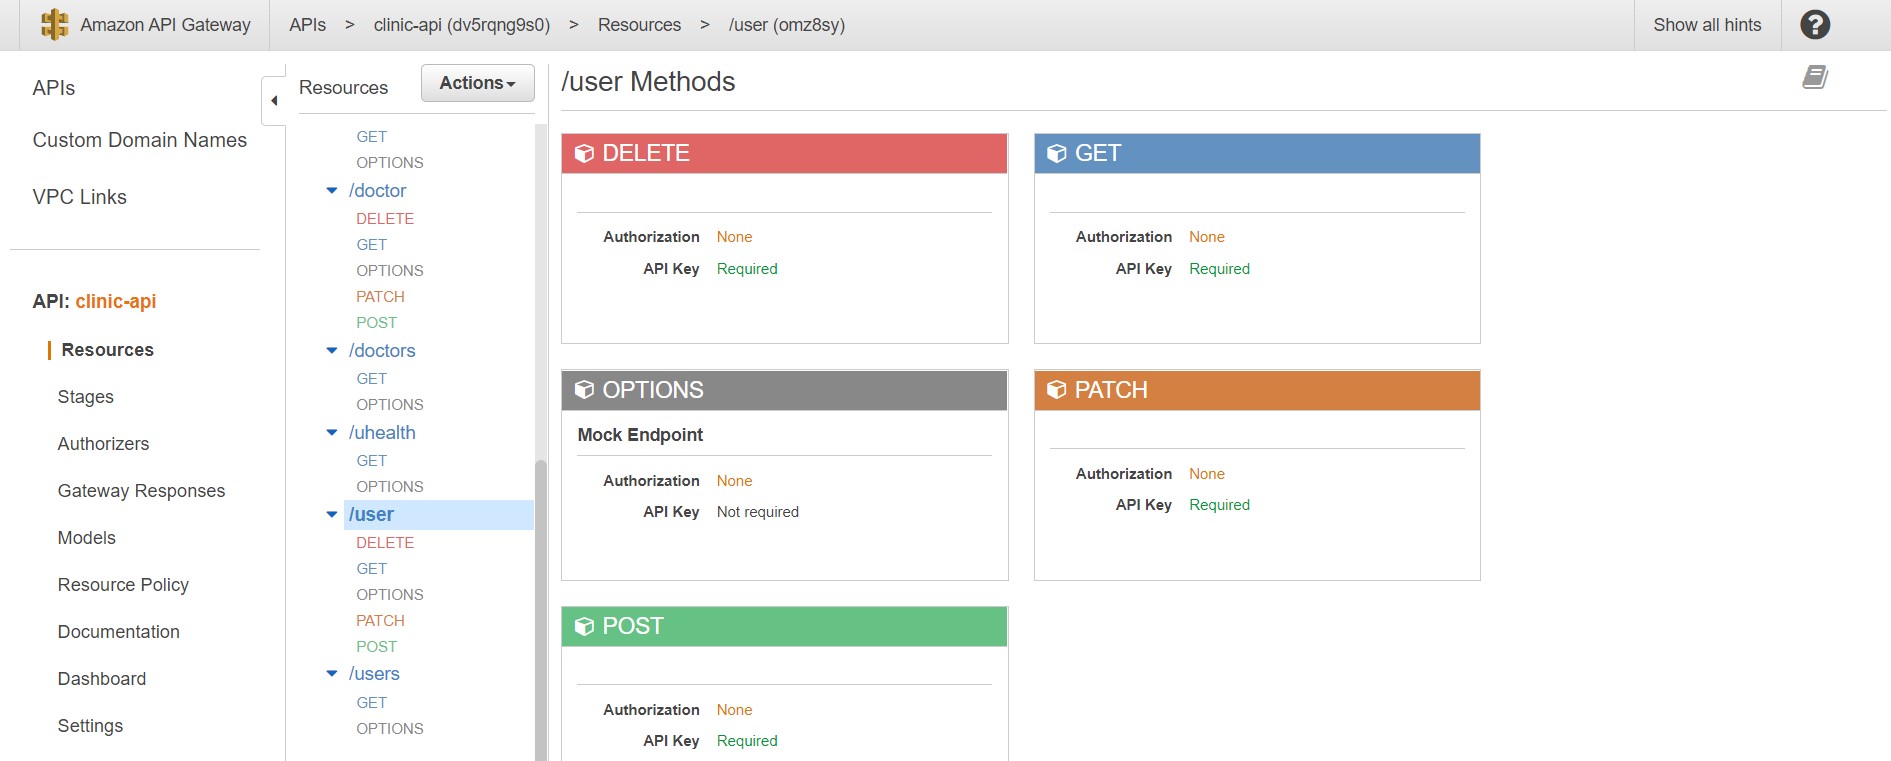 Amazon API Gateway
APIs > clinic-api (dv5rqng9s0) > Resources > /user (omz8sy)
Show all hints
?
APIs
Custom Domain Names
VPC Links
API: clinic-api
Resources
Stages
Authorizers
Gateway Responses
Models
Resource Policy
Documentation
Dashboard
Settings
Resources
Actions
GET
OPTIONS
/doctor
DELETE
GET
OPTIONS
PATCH
POST
/doctors
GET
OPTIONS
/uhealth
GET
OPTIONS
/user
DELETE
GET
OPTIONS
PATCH
POST
/users
GET
OPTIONS
/user Methods
DELETE
Authorization None
API Key Required
GET
Authorization None
API Key Required
OPTIONS
Mock Endpoint
Authorization None
API Key Not required
PATCH
Authorization None
API Key Required
POST
Authorization None
API Key Required